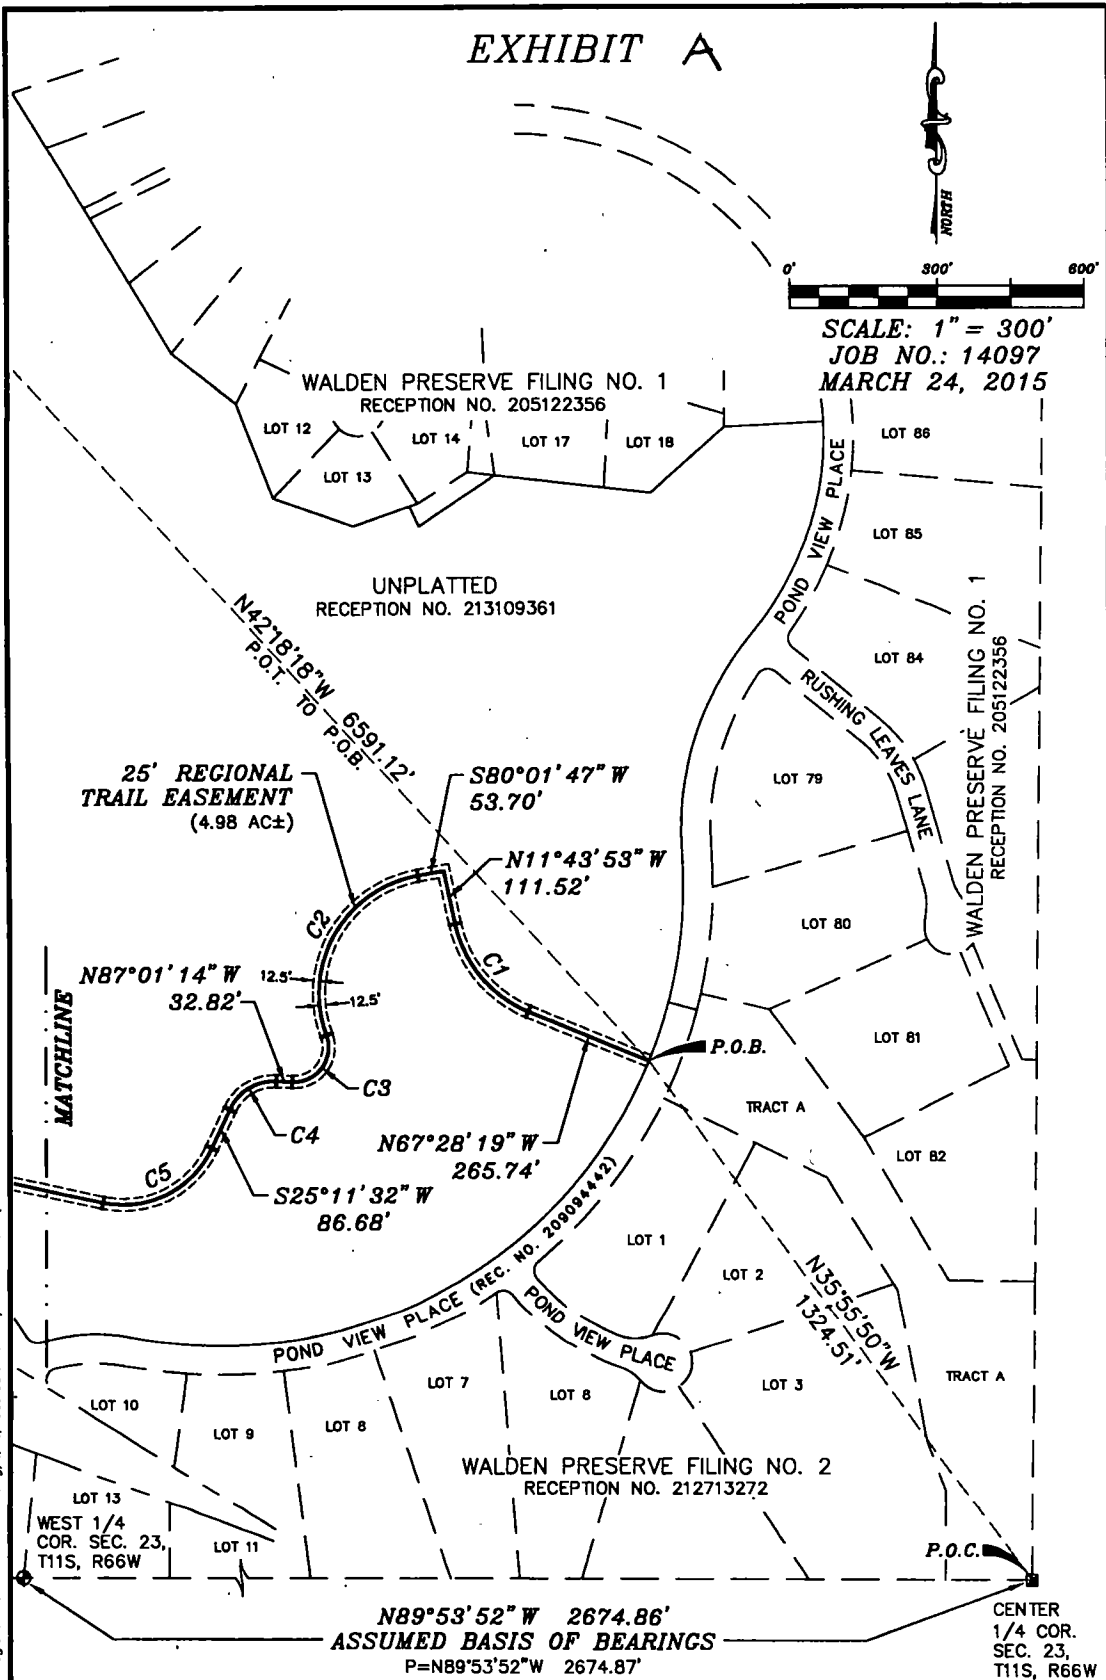 EXHIBIT A
NORTH
0' 300' 600'
SCALE: 1" = 300'
JOB NO.: 14097
MARCH 24, 2015
WALDEN PRESERVE FILING NO. 1
RECEPTION NO. 205122356
LOT 12
LOT 13
LOT 14
LOT 17
LOT 18
LOT 86
POND VIEW PLACE
LOT 85
UNPLATTED
RECEPTION NO. 213109361
LOT 84
WALDEN PRESERVE FILING NO. 1
RECEPTION NO. 205122356
N42°18'18"W 6591.12'
P.O.T. TO P.O.B.
RUSHING LEAVES LANE
25' REGIONAL
TRAIL EASEMENT
(4.98 AC±)
S80°01'47"W
53.70'
LOT 79
N11°43'53"W
111.52'
C2
C1
LOT 80
N87°01'14"W
32.82'
12.5'
12.5'
MATCHLINE
P.O.B.
LOT 81
C3
TRACT A
C4
N67°28'19"W
265.74'
LOT 82
C5
S25°11'32"W
86.68'
LOT 1
LOT 2
N35°55'50"W
1324.51'
POND VIEW PLACE (REC. NO. 209094442)
POND VIEW PLACE
LOT 3
TRACT A
LOT 10
LOT 9
LOT 8
LOT 7
LOT 8
WALDEN PRESERVE FILING NO. 2
RECEPTION NO. 212713272
LOT 13
WEST 1/4
COR. SEC. 23,
T11S, R66W
LOT 11
P.O.C.
N89°53'52"W 2674.86'
ASSUMED BASIS OF BEARINGS
P=N89°53'52"W 2674.87'
CENTER
1/4 COR.
SEC. 23,
T11S, R66W